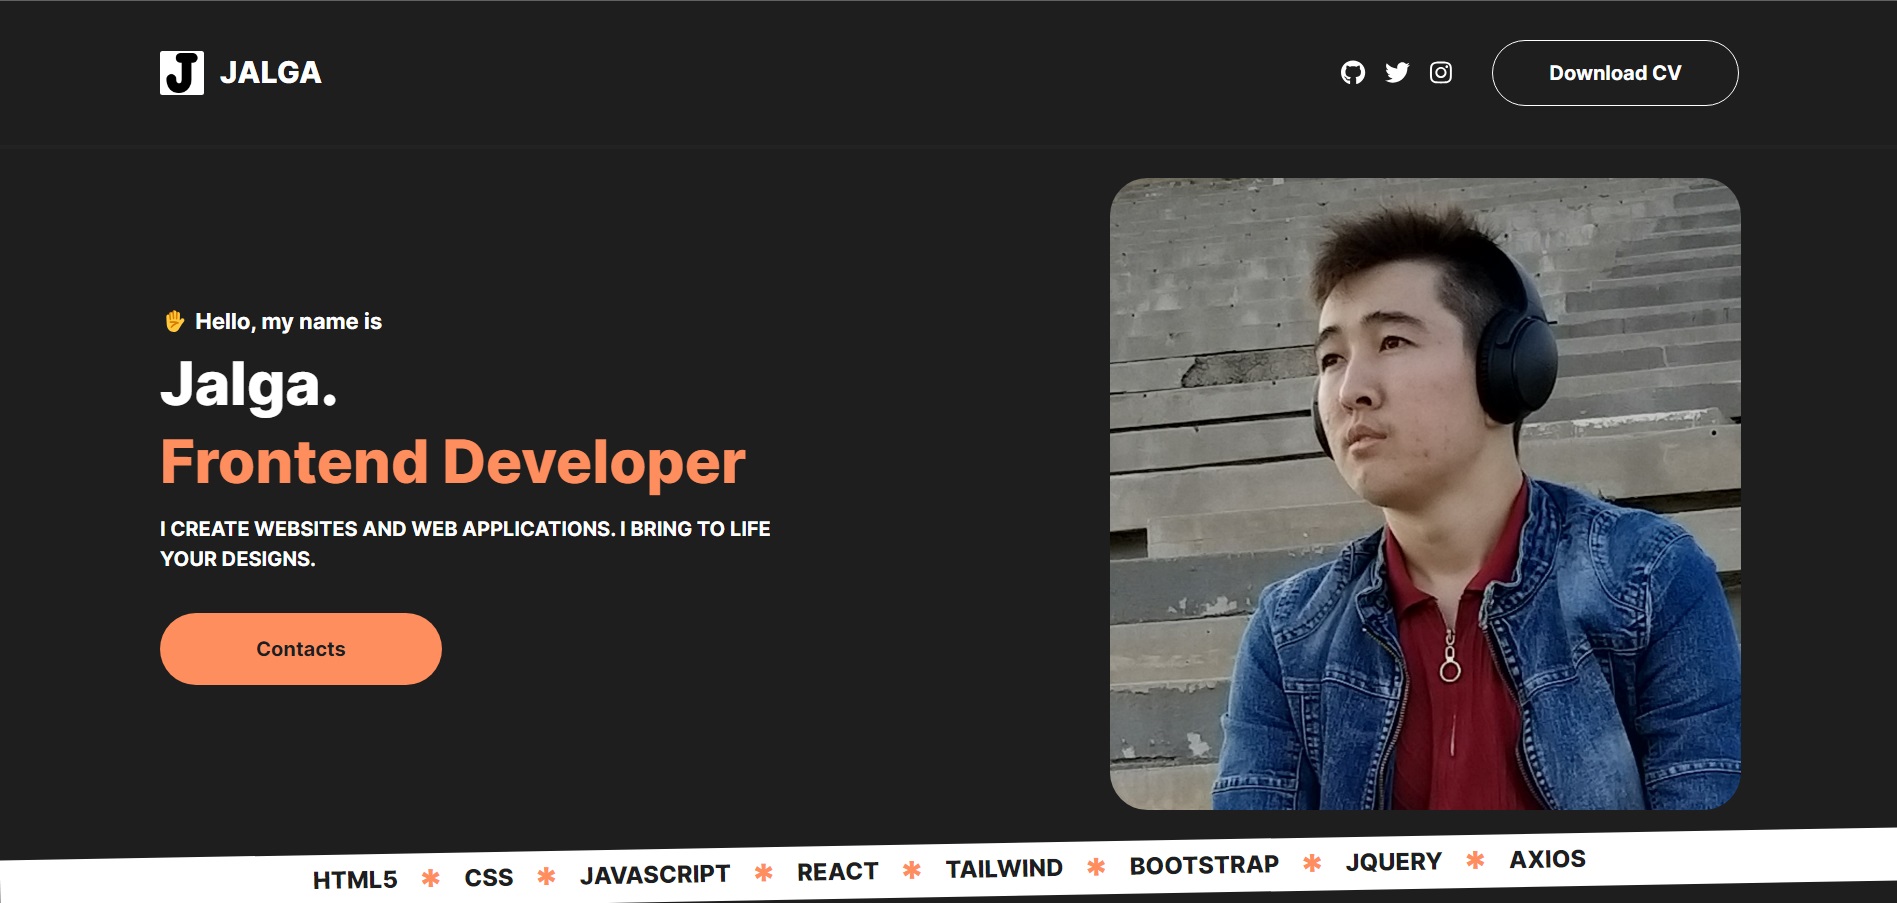 J JALGA
Download CV
✋ Hello, my name is
Jalga.
Frontend Developer
I CREATE WEBSITES AND WEB APPLICATIONS. I BRING TO LIFE
YOUR DESIGNS.
Contacts
HTML5 ✱ CSS ✱ JAVASCRIPT ✱ REACT ✱ TAILWIND ✱ BOOTSTRAP ✱ JQUERY ✱ AXIOS